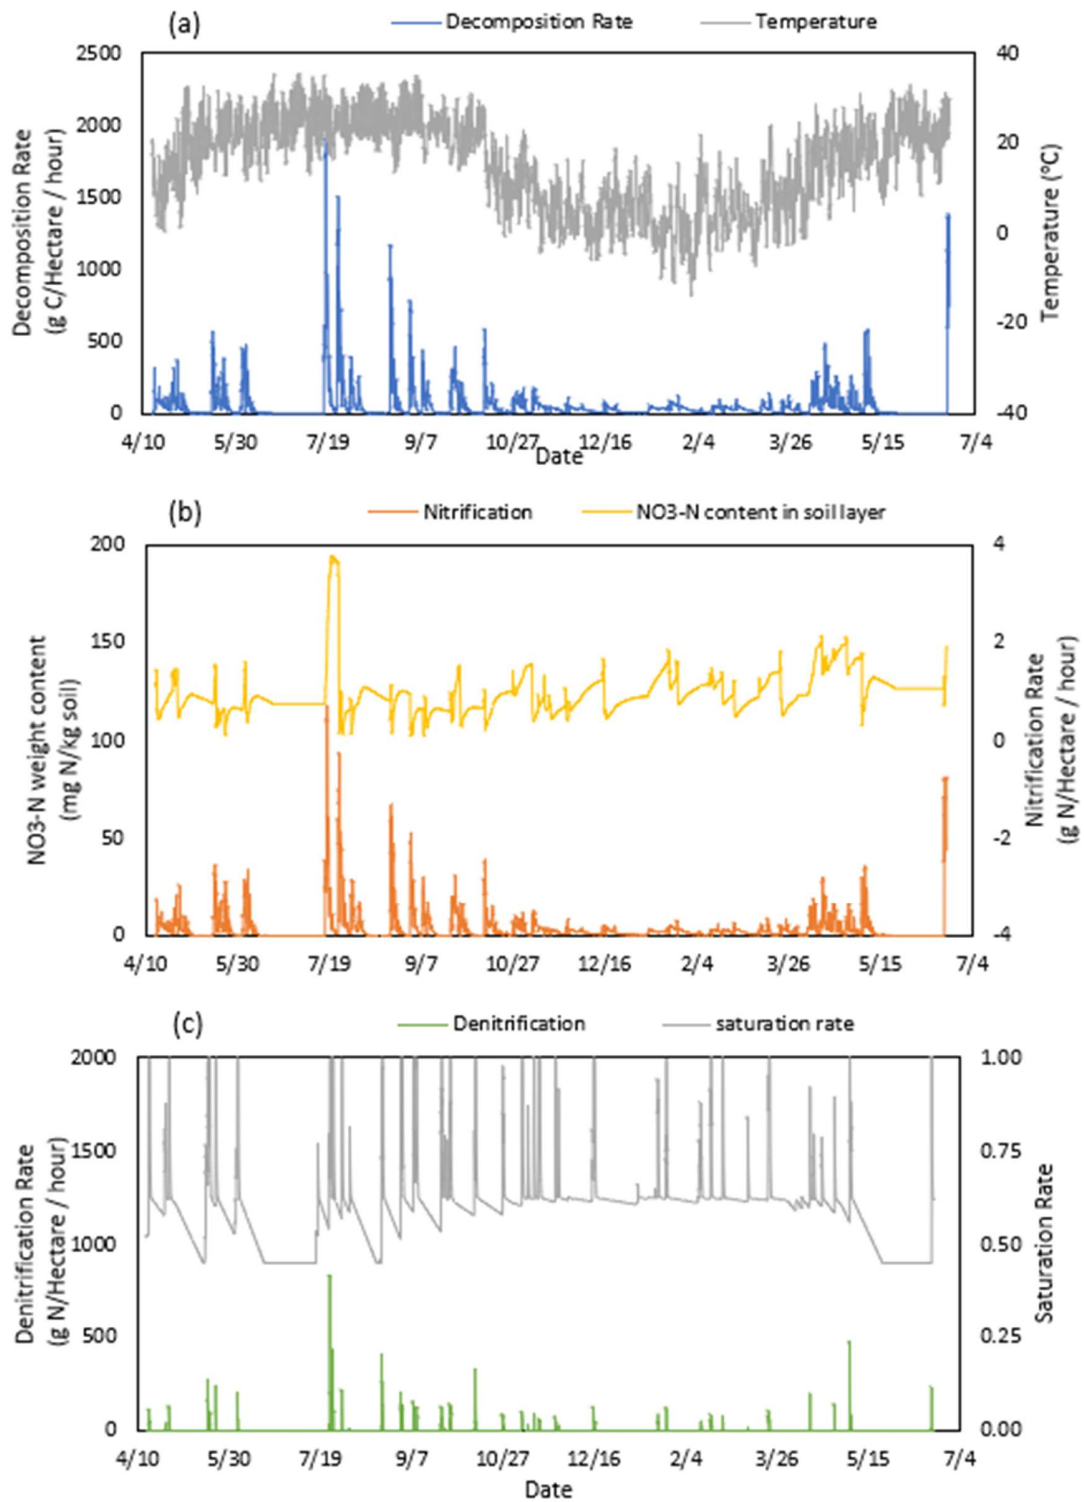 (a)
Decomposition Rate
Temperature
2500
2000
1500
1000
500
0
Decomposition Rate
(g C/Hectare / hour)
40
20
0
-20
-40
Temperature (°C)
4/10 5/30 7/19 9/7 10/27 12/16 2/4 3/26 5/15 7/4
Date
(b)
Nitrification
NO3-N content in soil layer
200
150
100
50
0
NO3-N weight content
(mg N/kg soil)
4
2
0
-2
-4
Nitrification Rate
(g N/Hectare / hour)
4/10 5/30 7/19 9/7 10/27 12/16 2/4 3/26 5/15 7/4
(c)
Denitrification
saturation rate
2000
1500
1000
500
0
Denitrification Rate
(g N/Hectare / hour)
1.00
0.75
0.50
0.25
0.00
Saturation Rate
4/10 5/30 7/19 9/7 10/27 12/16 2/4 3/26 5/15 7/4
Date